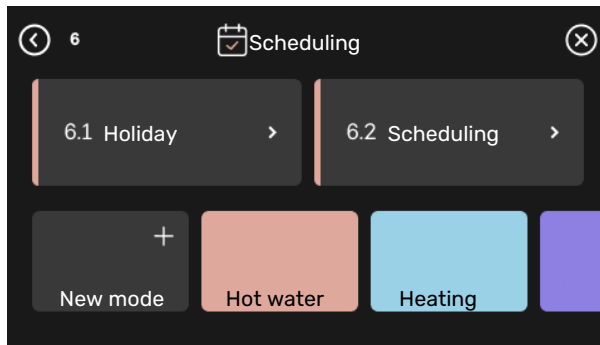 6 Scheduling
6.1 Holiday 6.2 Scheduling
New mode Hot water Heating